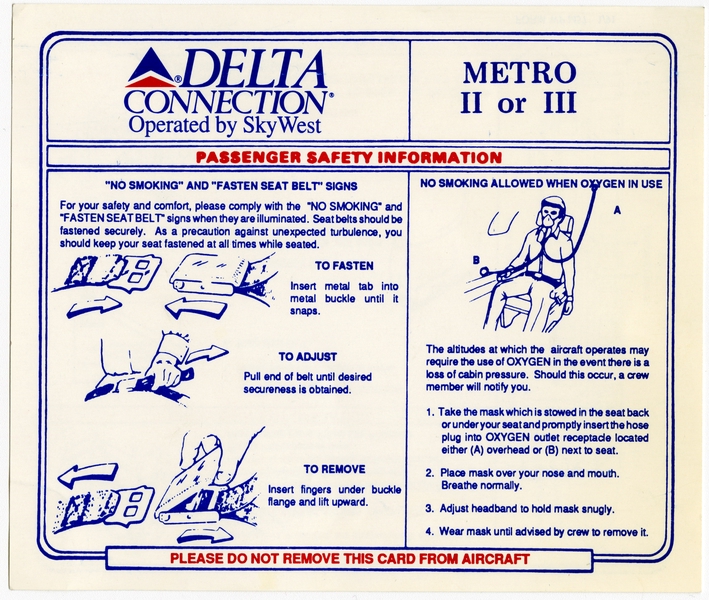 DELTA
CONNECTION®
Operated by SkyWest
METRO
II or III
PASSENGER SAFETY INFORMATION
"NO SMOKING" AND "FASTEN SEAT BELT" SIGNS
For your safety and comfort, please comply with the "NO SMOKING" and
"FASTEN SEAT BELT" signs when they are illuminated. Seat belts should be
fastened securely. As a precaution against unexpected turbulence, you
should keep your seat fastened at all times while seated.
TO FASTEN
Insert metal tab into
metal buckle until it
snaps.
TO ADJUST
Pull end of belt until desired
secureness is obtained.
TO REMOVE
Insert fingers under buckle
flange and lift upward.
NO SMOKING ALLOWED WHEN OXYGEN IN USE
A
B
The altitudes at which the aircraft operates may
require the use of OXYGEN in the event there is a
loss of cabin pressure. Should this occur, a crew
member will notify you.
1. Take the mask which is stowed in the seat back
or under your seat and promptly insert the hose
plug into OXYGEN outlet receptacle located
either (A) overhead or (B) next to seat.
2. Place mask over your nose and mouth.
Breathe normally.
3. Adjust headband to hold mask snugly.
4. Wear mask until advised by crew to remove it.
PLEASE DO NOT REMOVE THIS CARD FROM AIRCRAFT